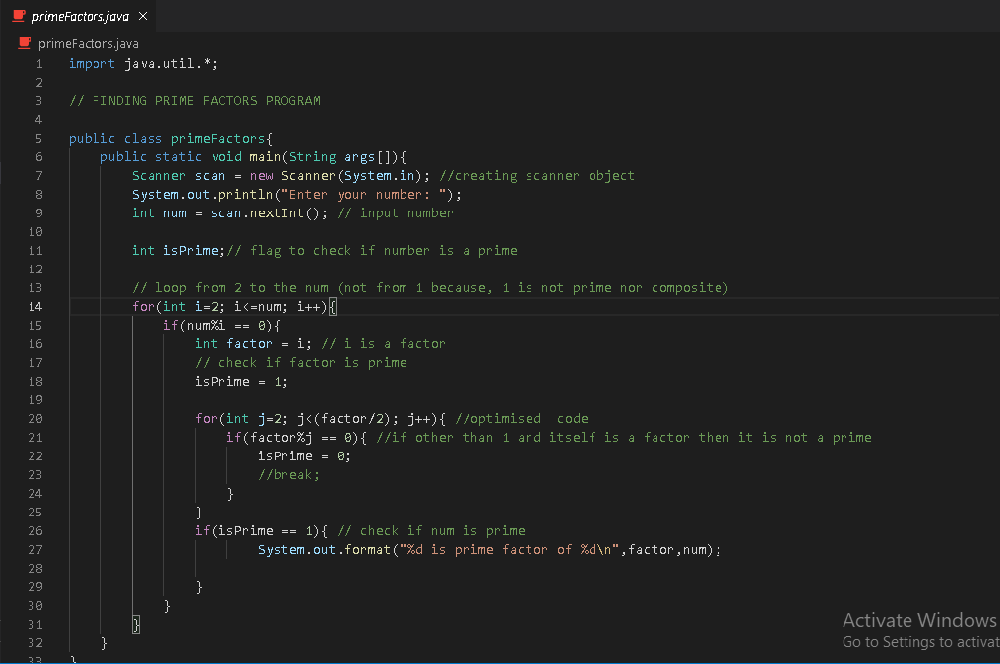 primeFactors.java ×
primeFactors.java
1 import java.util.*;
2
3 // FINDING PRIME FACTORS PROGRAM
4
5 public class primeFactors{
6 public static void main(String args[]){
7 Scanner scan = new Scanner(System.in); //creating scanner object
8 System.out.println("Enter your number: ");
9 int num = scan.nextInt(); // input number
10
11 int isPrime;// flag to check if number is a prime
12
13 // loop from 2 to the num (not from 1 because, 1 is not prime nor composite)
14 for(int i=2; i<=num; i++){
15 if(num%i == 0){
16 int factor = i; // i is a factor
17 // check if factor is prime
18 isPrime = 1;
19
20 for(int j=2; j<(factor/2); j++){ //optimised  code
21 if(factor%j == 0){ //if other than 1 and itself is a factor then it is not a prime
22 isPrime = 0;
23 //break;
24 }
25 }
26 if(isPrime == 1){ // check if num is prime
27 System.out.format("%d is prime factor of %d\n",factor,num);
28
29 }
30 }
31 }
32 }
33 }
Activate Windows
Go to Settings to activat